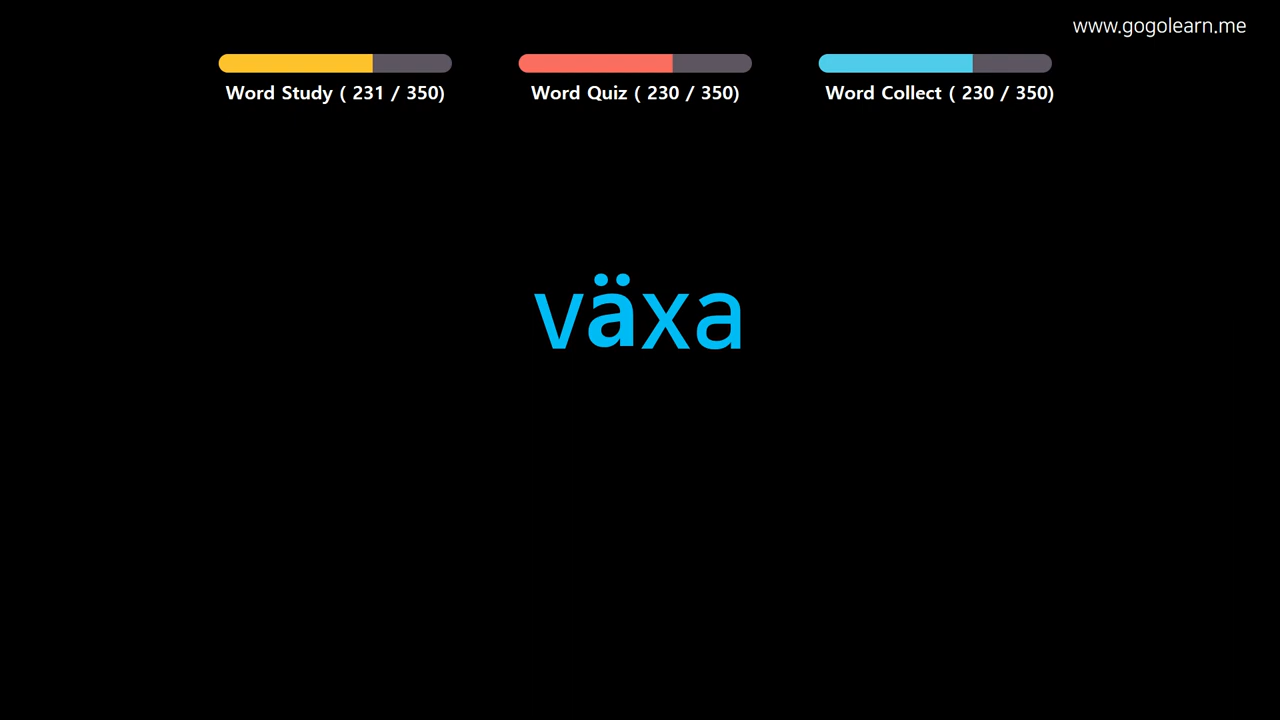 www.gogolearn.me
Word Study ( 231 / 350)
Word Quiz ( 230 / 350)
Word Collect ( 230 / 350)
växa